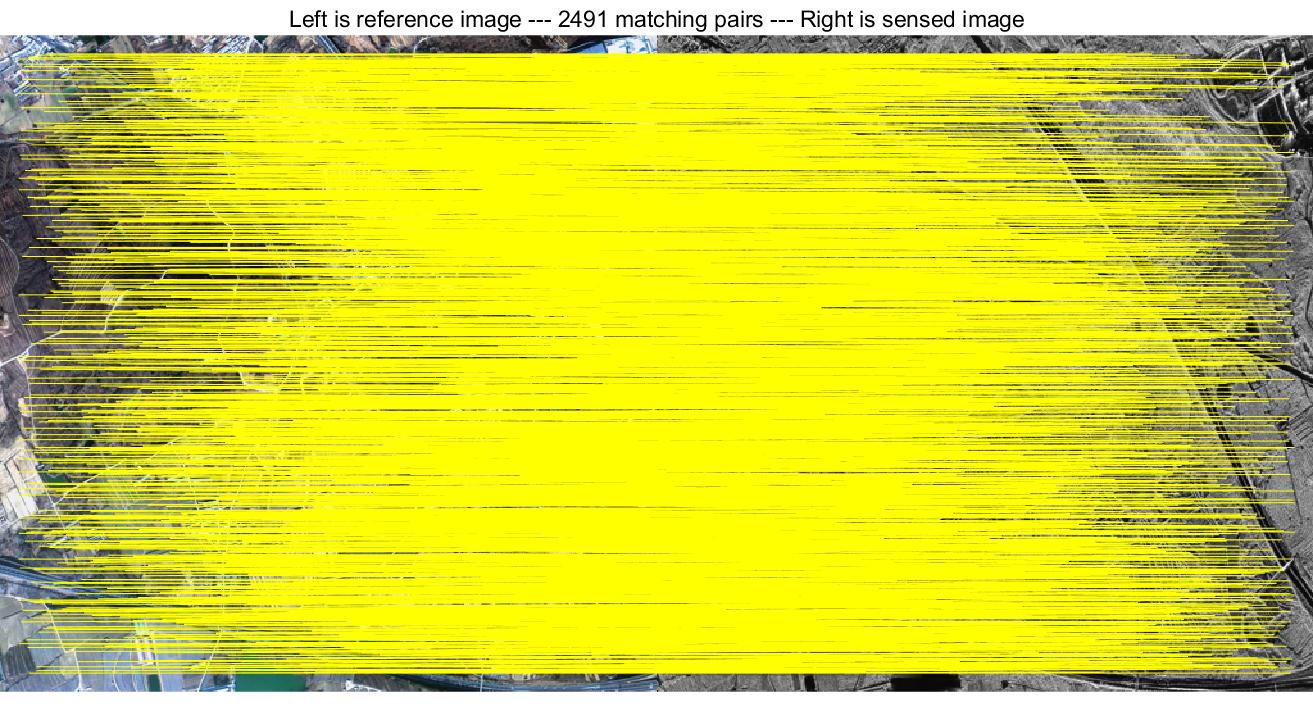 Left is reference image --- 2491 matching pairs --- Right is sensed image